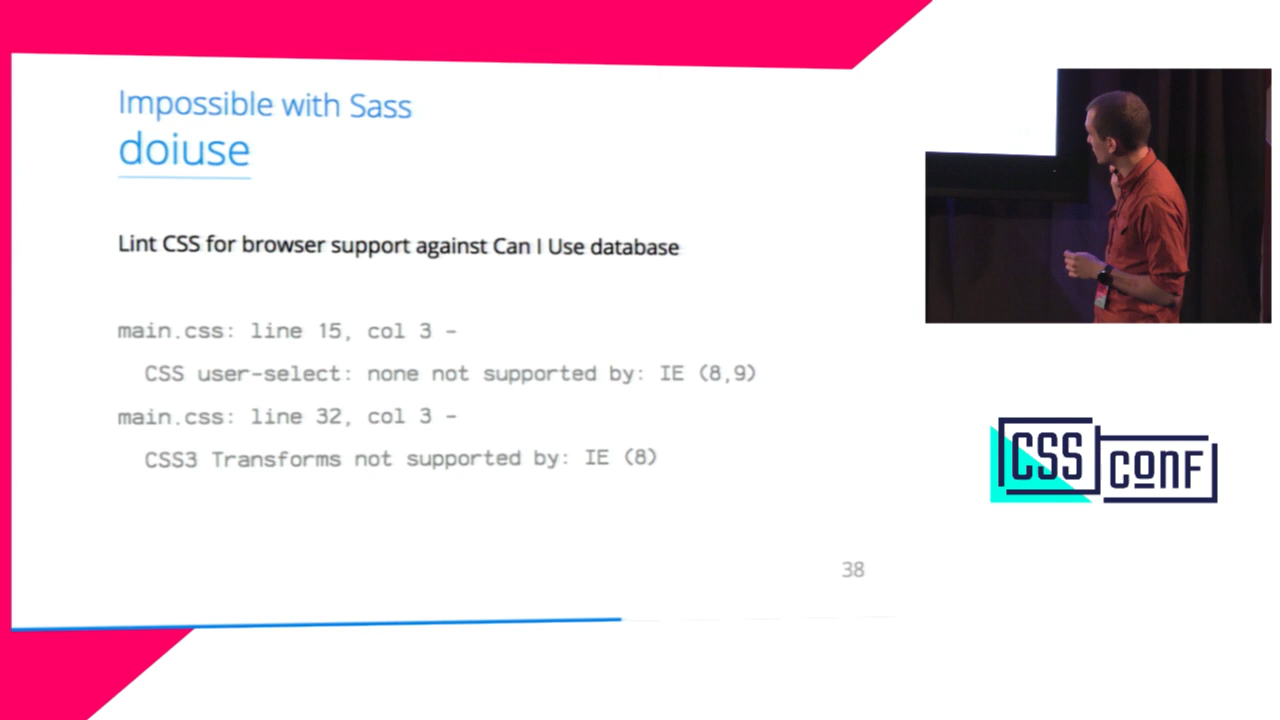 Impossible with Sass
doiuse
Lint CSS for browser support against Can I Use database
main.css: line 15, col 3 -
CSS user-select: none not supported by: IE (8,9)
main.css: line 32, col 3 -
CSS3 Transforms not supported by: IE (8)
38
CSS
CONF